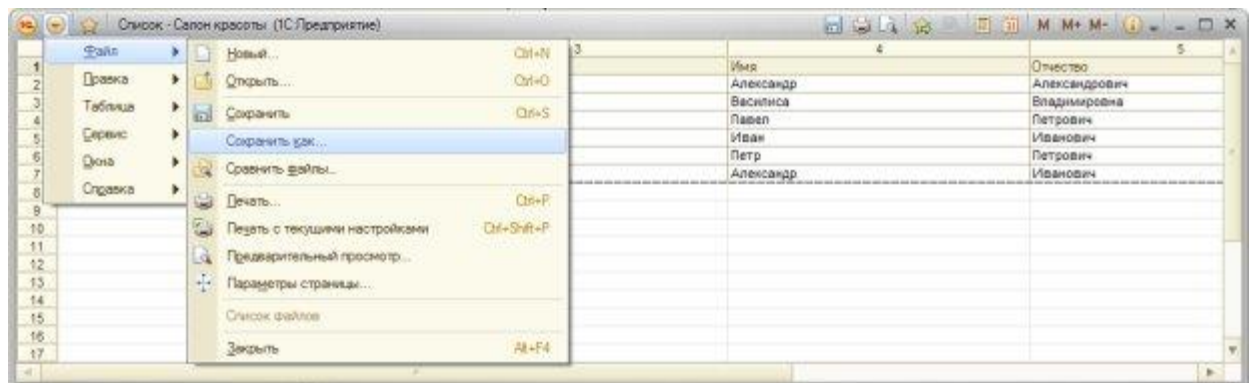 Список - Салон красоты (1С:Предприятие)
M M+ M-
Файл
Правка
Таблица
Сервис
Окна
Справка
Новый... Ctrl+N
Открыть... Ctrl+O
Сохранить Ctrl+S
Сохранить как...
Сравнить файлы...
Печать... Ctrl+P
Печать с текущими настройками Ctrl+Shift+P
Предварительный просмотр...
Параметры страницы...
Список файлов
Закрыть Alt+F4
3 4 5
1 Имя Отчество
2 Александр Александрович
3 Василиса Владимировна
4 Павел Петрович
5 Иван Иванович
6 Петр Петрович
7 Александр Иванович
8
9
10
11
12
13
14
15
16
17